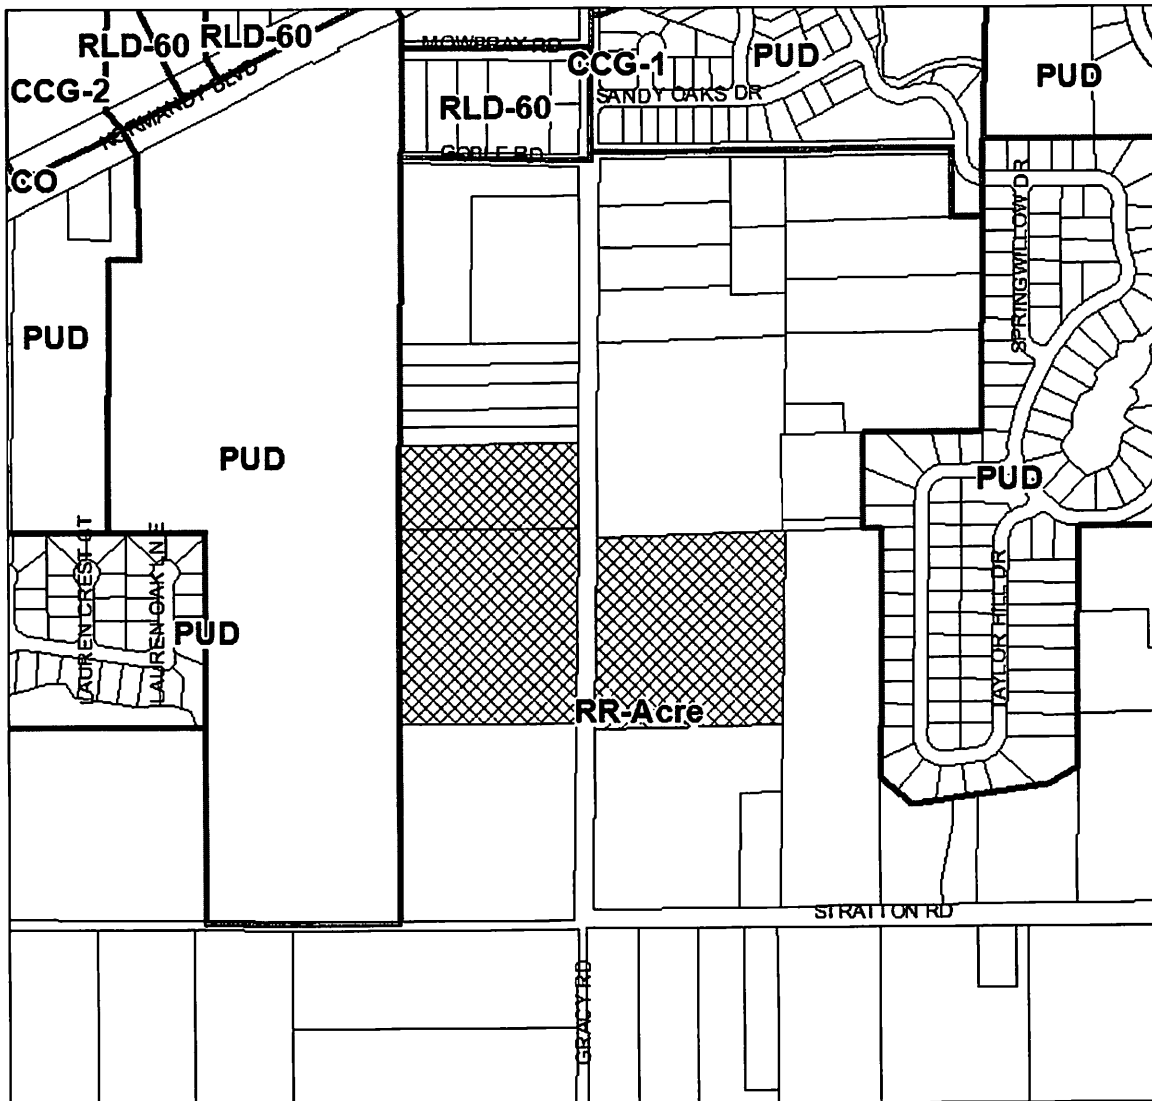 RLD-60
RLD-60
CCG-2
NORMANDY BLVD
CO
MOWBRAY RD
CCG-1
PUD
PUD
RLD-60
SANDY OAKS DR
GOBLE RD
SPRINGWILLOW DR
PUD
PUD
PUD
LAUREN CREST CT
LAUREN OAK LN E
PUD
TAYLOR HILL DR
RR-Acre
STRATTON RD
GRACY RD